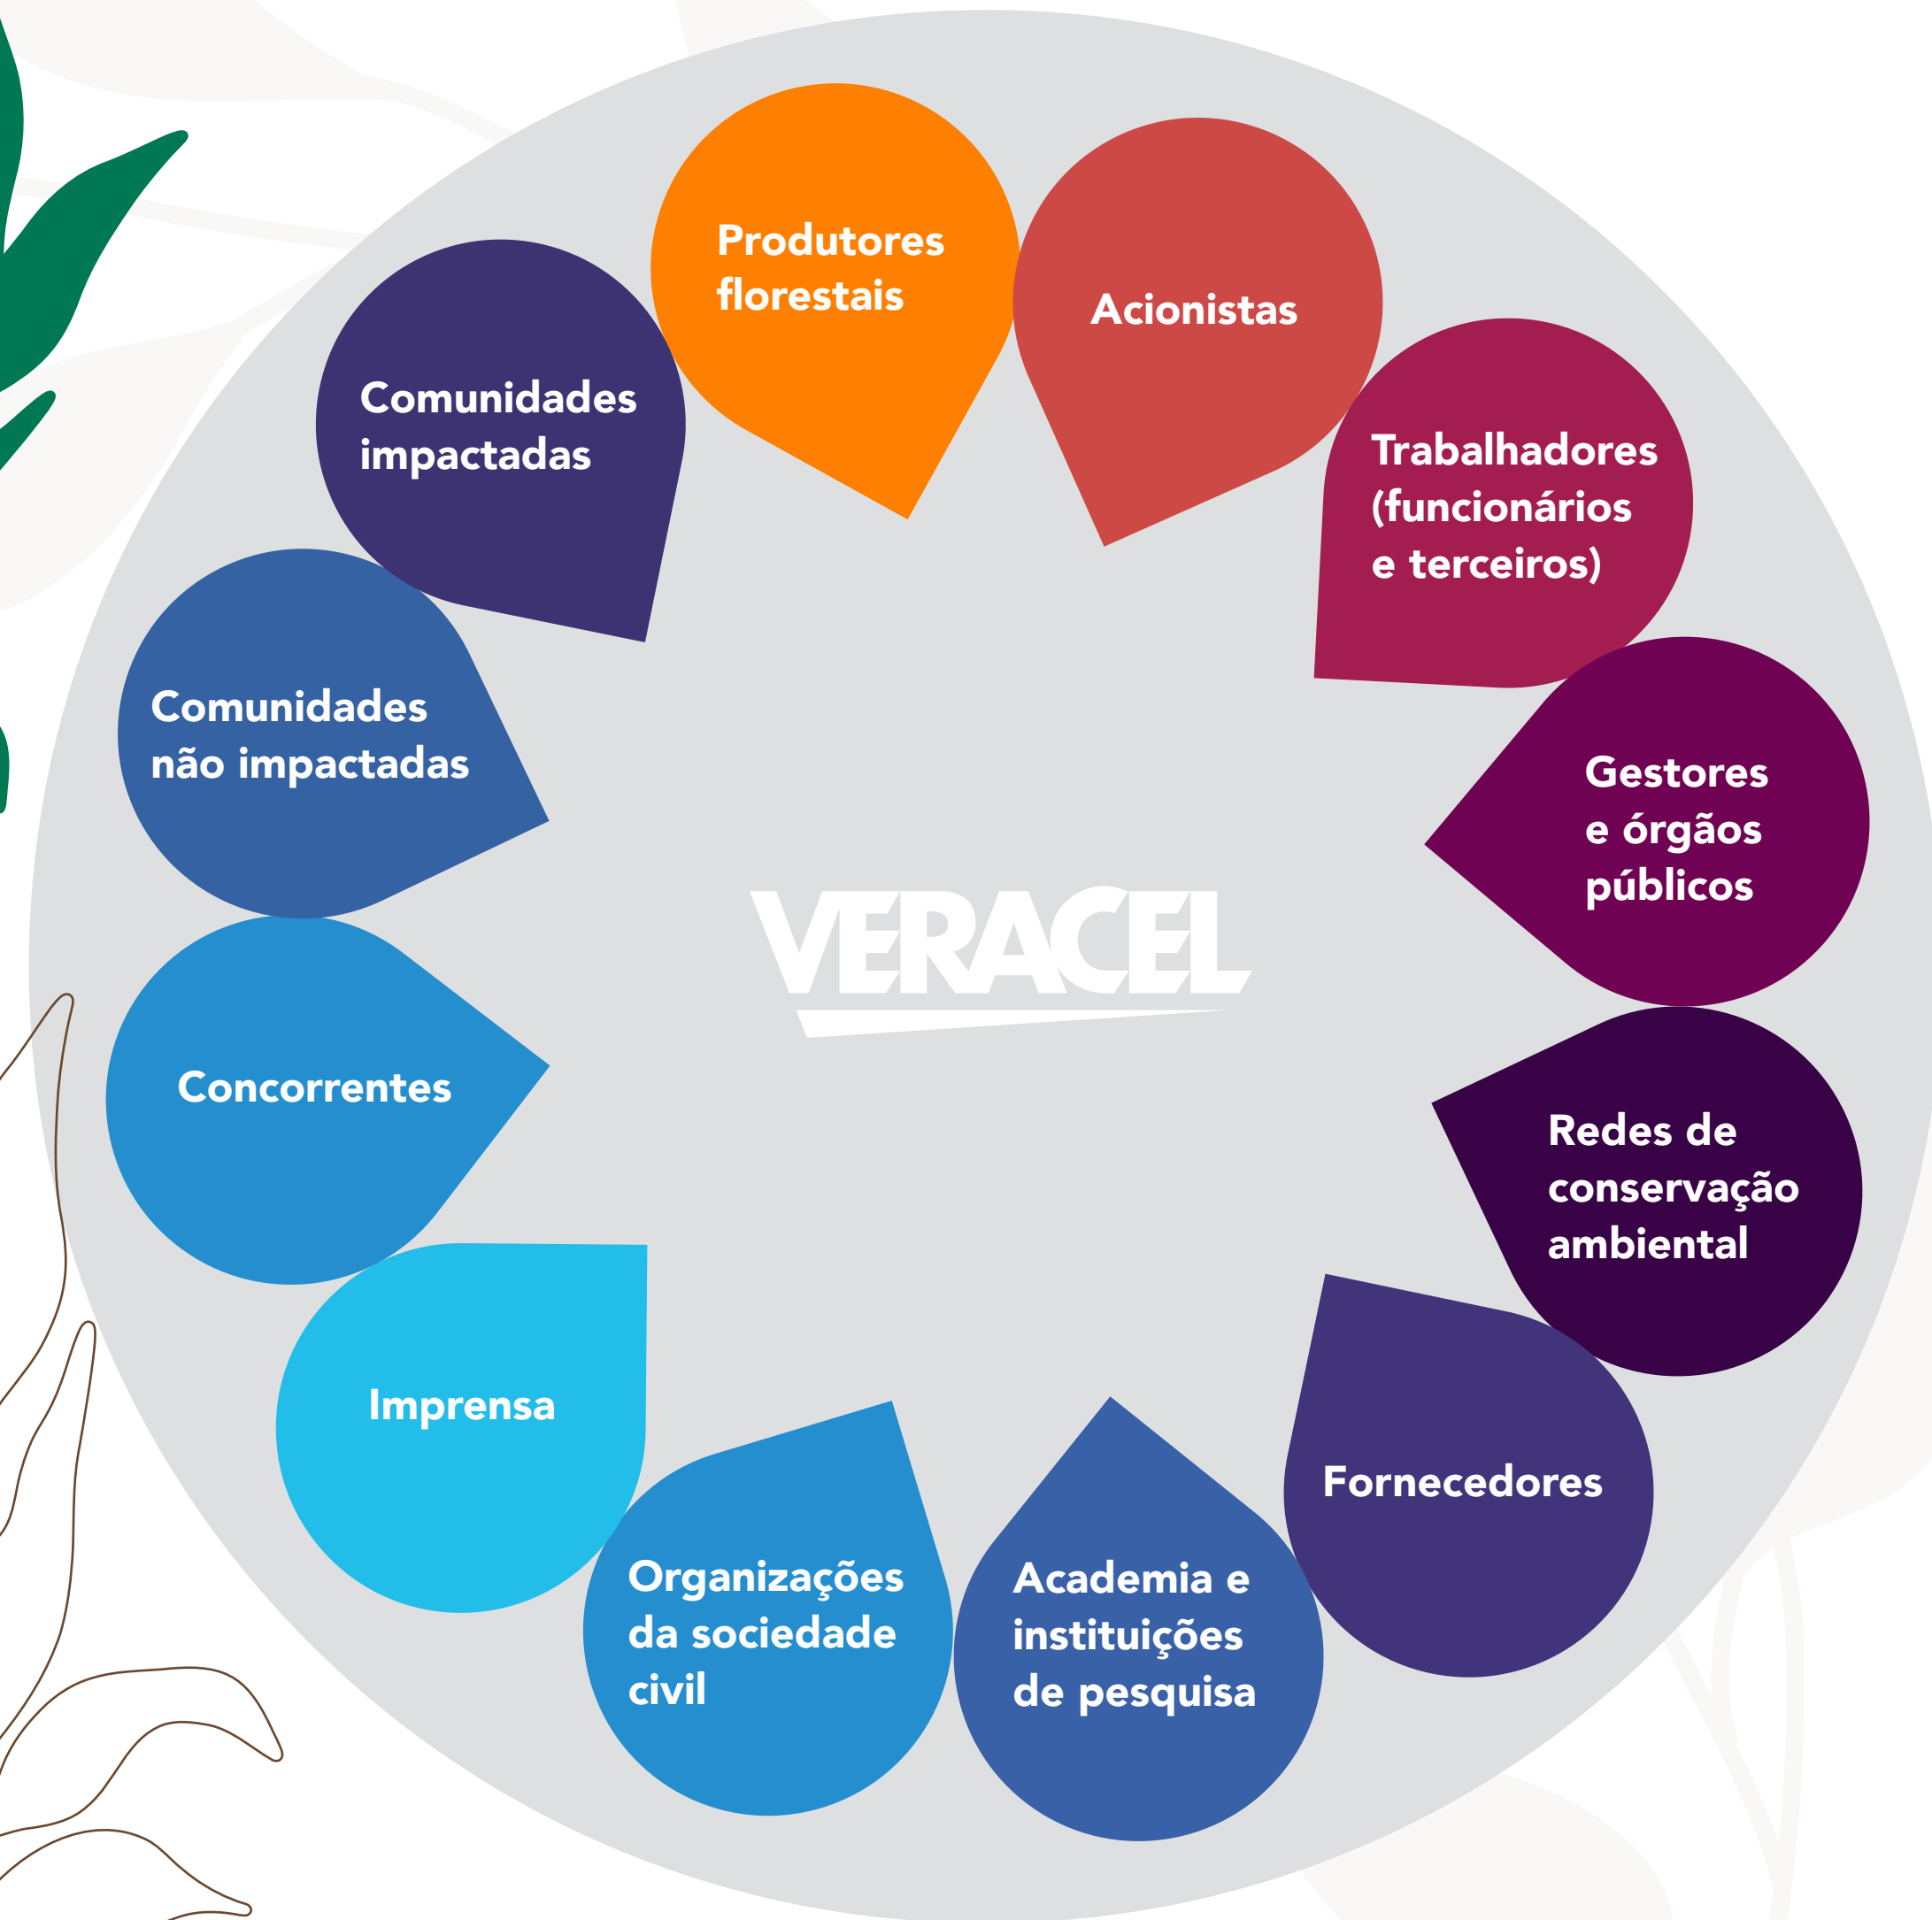 Produtores
florestais
Acionistas
Trabalhadores
(funcionários
e terceiros)
Gestores
e órgãos
públicos
Redes de
conservação
ambiental
Fornecedores
Academia e
instituições
de pesquisa
Organizações
da sociedade
civil
Imprensa
Concorrentes
Comunidades
não impactadas
Comunidades
impactadas
VERACEL